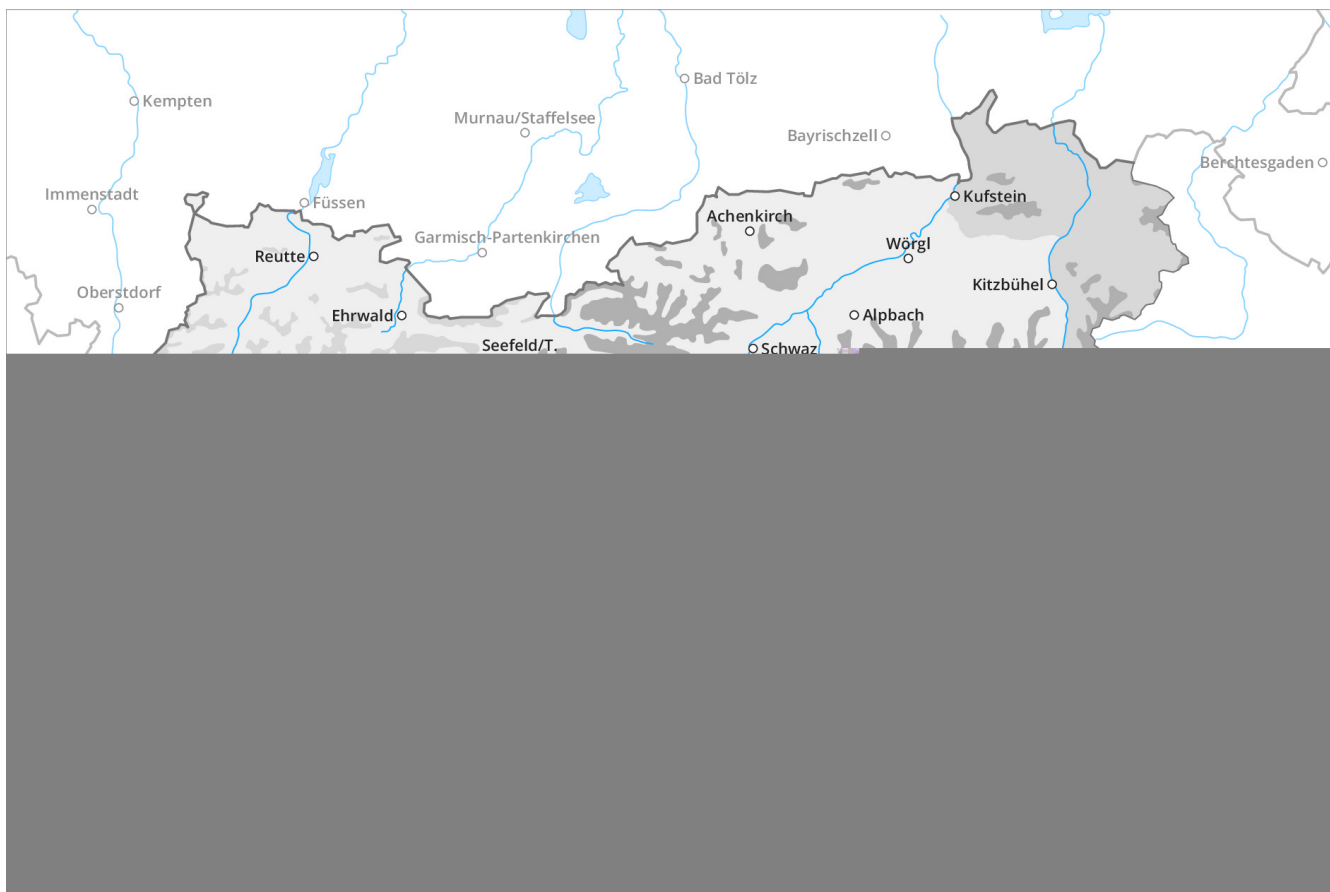 Bad Tölz
Kempten
Murnau/Staffelsee
Bayrischzell
Berchtesgaden
Immenstadt
Füssen
Kufstein
Achenkirch
Garmisch-Partenkirchen
Wörgl
Reutte
Kitzbühel
Oberstdorf
Ehrwald
Alpbach
Seefeld/T.
Schwaz